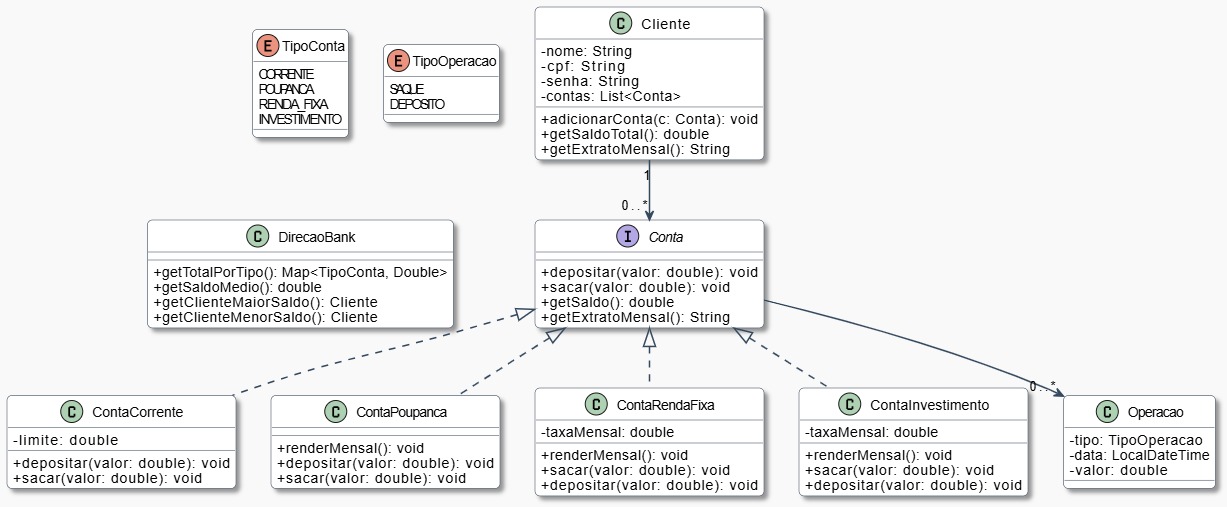 E TipoConta
CORRENTE
POUPANCA
RENDA_FIXA
INVESTIMENTO
E TipoOperacao
SAQUE
DEPOSITO
C Cliente
-nome: String
-cpf: String
-senha: String
-contas: List<Conta>
+adicionarConta(c: Conta): void
+getSaldoTotal(): double
+getExtratoMensal(): String
1
0..*
C DirecaoBank
+getTotalPorTipo(): Map<TipoConta, Double>
+getSaldoMedio(): double
+getClienteMaiorSaldo(): Cliente
+getClienteMenorSaldo(): Cliente
I Conta
+depositar(valor: double): void
+sacar(valor: double): void
+getSaldo(): double
+getExtratoMensal(): String
0..*
C ContaCorrente
-limite: double
+depositar(valor: double): void
+sacar(valor: double): void
C ContaPoupanca
+renderMensal(): void
+depositar(valor: double): void
+sacar(valor: double): void
C ContaRendaFixa
-taxaMensal: double
+renderMensal(): void
+sacar(valor: double): void
+depositar(valor: double): void
C ContaInvestimento
-taxaMensal: double
+renderMensal(): void
+sacar(valor: double): void
+depositar(valor: double): void
C Operacao
-tipo: TipoOperacao
-data: LocalDateTime
-valor: double